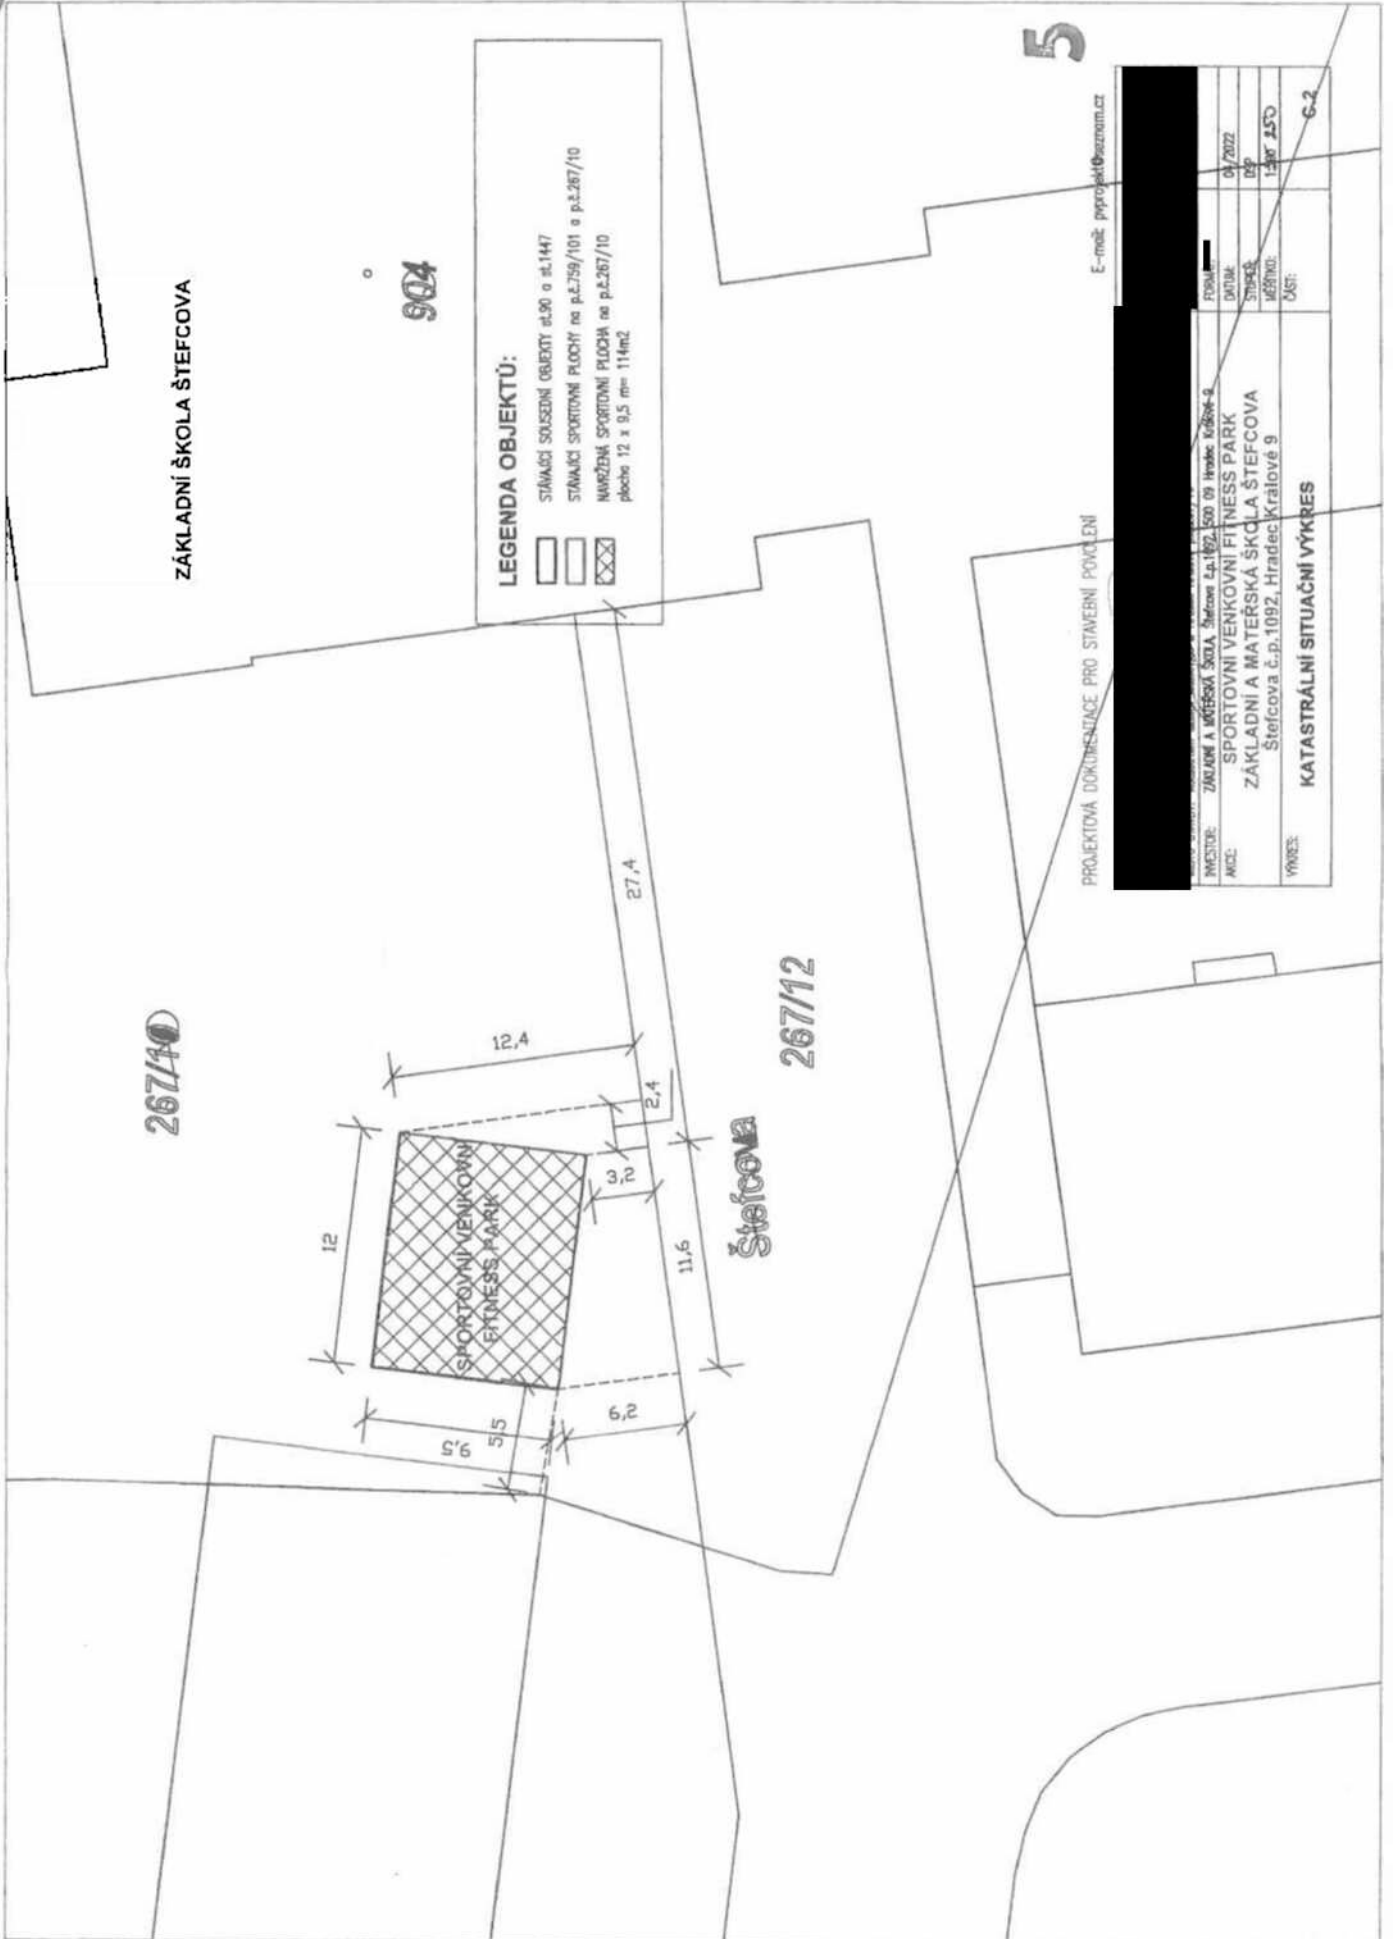 ZÁKLADNÍ ŠKOLA ŠTEFCOVA
904
LEGENDA OBJEKTŮ:
STÁVAJÍCÍ SOUSEDNÍ OBJEKTY st.90 a st.1447
STÁVAJÍCÍ SPORTOVNÍ PLOCHY na p.č.759/101 a p.č.267/10
NAVRŽENÁ SPORTOVNÍ PLOCHA na p.č.267/10
plocha 12 x 9,5 m= 114m2
5
267/10
12
12,4
27,4
2,4
3,2
11,6
6,2
5,5
9,5
SPORTOVNÍ VENKOVNÍ
FITNESS PARK
Štefcova
267/12
PROJEKTOVÁ DOKUMENTACE PRO STAVEBNÍ POVOLENÍ
E-mail: pvprojekt@seznam.cz
INVESTOR: ZÁKLADNÍ A MATEŘSKÁ ŠKOLA, Štefcova č.p.1092, 500 09 Hradec Králové 9
AKCE: SPORTOVNÍ VENKOVNÍ FITNESS PARK
ZÁKLADNÍ A MATEŘSKÁ ŠKOLA ŠTEFCOVA
Štefcova č.p.1092, Hradec Králové 9
VÝKRES: KATASTRÁLNÍ SITUAČNÍ VÝKRES
FORMÁT:
DATUM: 04/2022
STUPEŇ: DSP
MĚŘÍTKO: 250
ČÁST: C.2